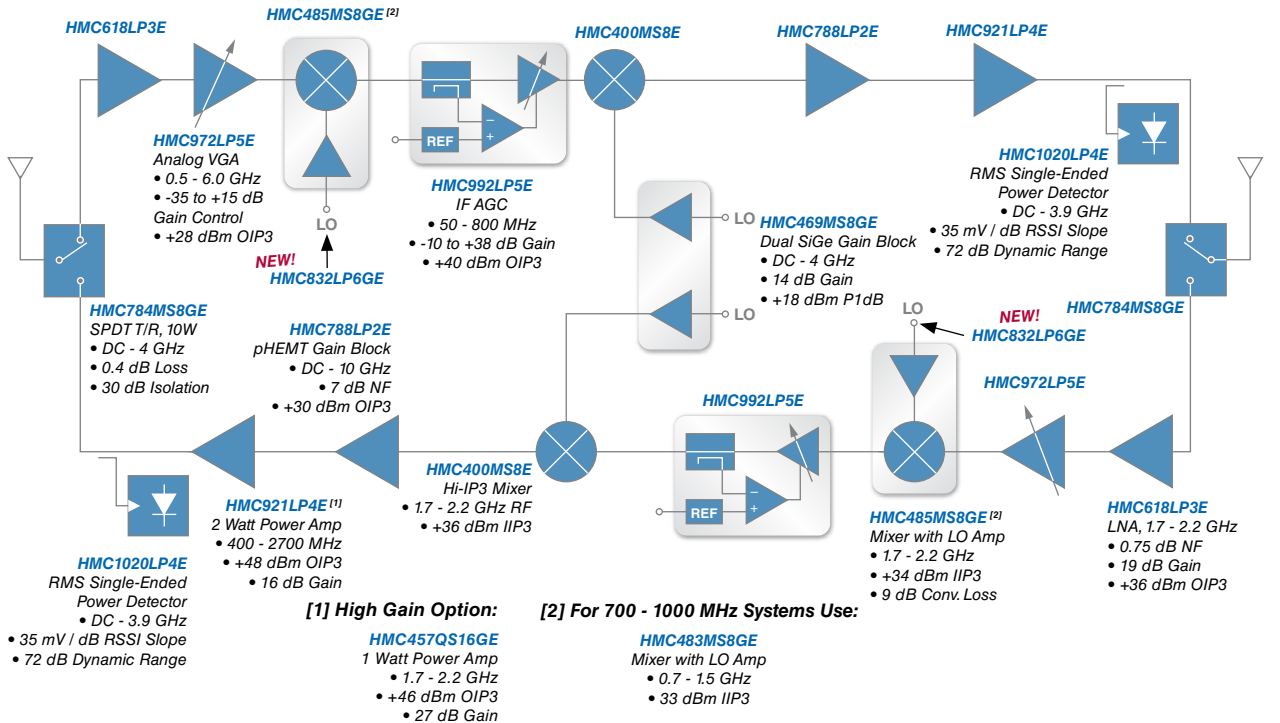 HMC618LP3E
HMC485MS8GE [2]
HMC400MS8E
HMC788LP2E
HMC921LP4E
HMC972LP5E
Analog VGA
• 0.5 - 6.0 GHz
• -35 to +15 dB
Gain Control
• +28 dBm OIP3
LO
NEW!
HMC832LP6GE
REF
−
+
HMC992LP5E
IF AGC
• 50 - 800 MHz
• -10 to +38 dB Gain
• +40 dBm OIP3
LO
LO
HMC469MS8GE
Dual SiGe Gain Block
• DC - 4 GHz
• 14 dB Gain
• +18 dBm P1dB
HMC1020LP4E
RMS Single-Ended
Power Detector
• DC - 3.9 GHz
• 35 mV / dB RSSI Slope
• 72 dB Dynamic Range
HMC784MS8GE
SPDT T/R, 10W
• DC - 4 GHz
• 0.4 dB Loss
• 30 dB Isolation
HMC784MS8GE
LO
NEW!
HMC832LP6GE
HMC788LP2E
pHEMT Gain Block
• DC - 10 GHz
• 7 dB NF
• +30 dBm OIP3
HMC992LP5E
REF
−
+
HMC972LP5E
HMC400MS8E
Hi-IP3 Mixer
• 1.7 - 2.2 GHz RF
• +36 dBm IIP3
HMC921LP4E [1]
2 Watt Power Amp
• 400 - 2700 MHz
• +48 dBm OIP3
• 16 dB Gain
HMC485MS8GE [2]
Mixer with LO Amp
• 1.7 - 2.2 GHz
• +34 dBm IIP3
• 9 dB Conv. Loss
HMC618LP3E
LNA, 1.7 - 2.2 GHz
• 0.75 dB NF
• 19 dB Gain
• +36 dBm OIP3
HMC1020LP4E
RMS Single-Ended
Power Detector
• DC - 3.9 GHz
• 35 mV / dB RSSI Slope
• 72 dB Dynamic Range
[1] High Gain Option:
HMC457QS16GE
1 Watt Power Amp
• 1.7 - 2.2 GHz
• +46 dBm OIP3
• 27 dB Gain
[2] For 700 - 1000 MHz Systems Use:
HMC483MS8GE
Mixer with LO Amp
• 0.7 - 1.5 GHz
• 33 dBm IIP3